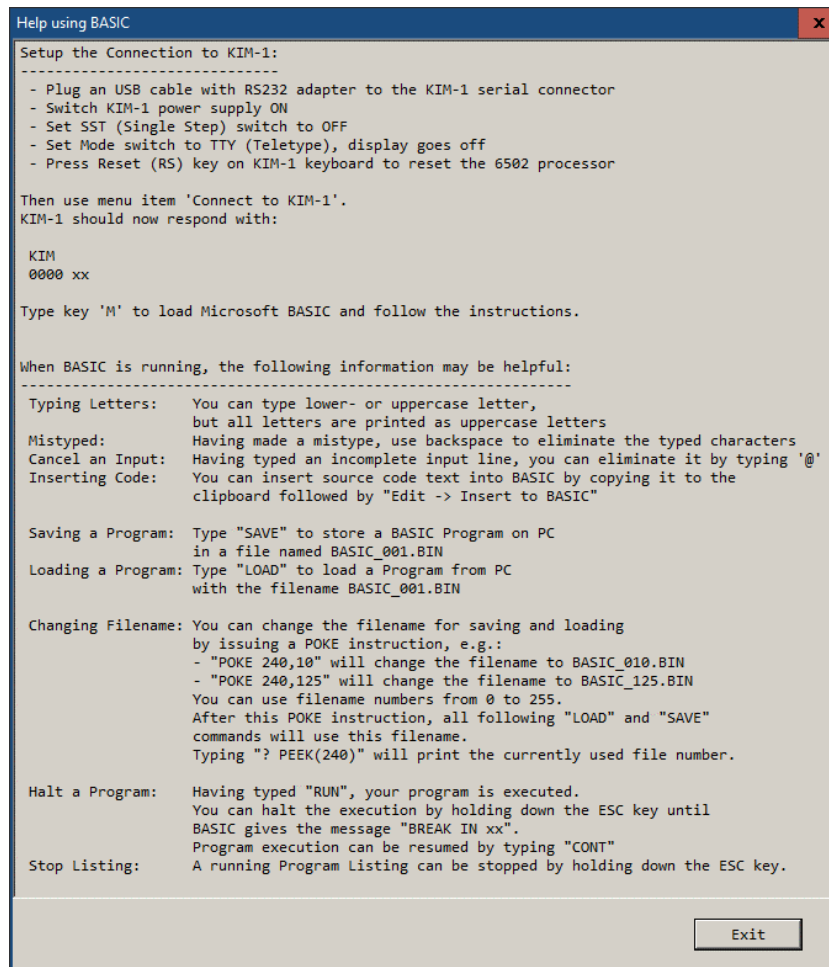 Help using BASIC
x
Setup the Connection to KIM-1:
------------------------------
- Plug an USB cable with RS232 adapter to the KIM-1 serial connector
- Switch KIM-1 power supply ON
- Set SST (Single Step) switch to OFF
- Set Mode switch to TTY (Teletype), display goes off
- Press Reset (RS) key on KIM-1 keyboard to reset the 6502 processor
Then use menu item 'Connect to KIM-1'.
KIM-1 should now respond with:
KIM
0000 xx
Type key 'M' to load Microsoft BASIC and follow the instructions.
When BASIC is running, the following information may be helpful:
----------------------------------------------------------------
Typing Letters: You can type lower- or uppercase letter,
but all letters are printed as uppercase letters
Mistyped: Having made a mistype, use backspace to eliminate the typed characters
Cancel an Input: Having typed an incomplete input line, you can eliminate it by typing '@'
Inserting Code: You can insert source code text into BASIC by copying it to the
clipboard followed by "Edit -> Insert to BASIC"
Saving a Program: Type "SAVE" to store a BASIC Program on PC
in a file named BASIC_001.BIN
Loading a Program: Type "LOAD" to load a Program from PC
with the filename BASIC_001.BIN
Changing Filename: You can change the filename for saving and loading
by issuing a POKE instruction, e.g.:
- "POKE 240,10" will change the filename to BASIC_010.BIN
- "POKE 240,125" will change the filename to BASIC_125.BIN
You can use filename numbers from 0 to 255.
After this POKE instruction, all following "LOAD" and "SAVE"
commands will use this filename.
Typing "? PEEK(240)" will print the currently used file number.
Halt a Program: Having typed "RUN", your program is executed.
You can halt the execution by holding down the ESC key until
BASIC gives the message "BREAK IN xx".
Program execution can be resumed by typing "CONT"
Stop Listing: A running Program Listing can be stopped by holding down the ESC key.
Exit